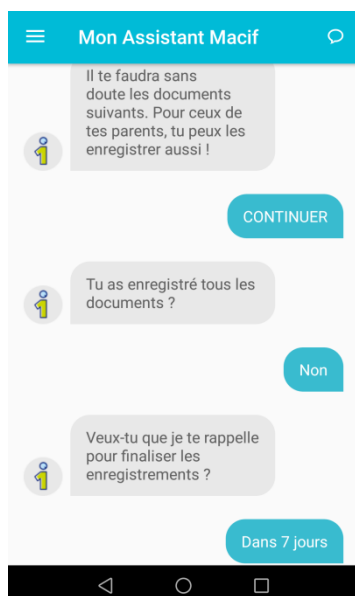 Mon Assistant Macif
Il te faudra sans
doute les documents
suivants. Pour ceux de
tes parents, tu peux les
enregistrer aussi !
CONTINUER
Tu as enregistré tous les
documents ?
Non
Veux-tu que je te rappelle
pour finaliser les
enregistrements ?
Dans 7 jours